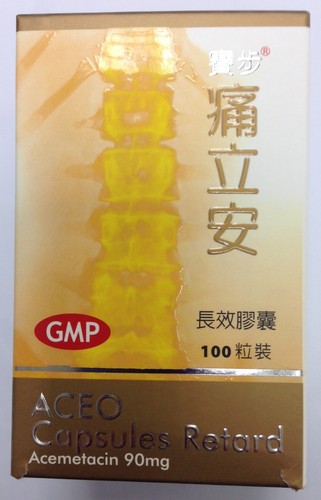 寶步®
痛立安
長效膠囊
100粒裝
GMP
ACEO
Capsules Retard
Acemetacin 90mg